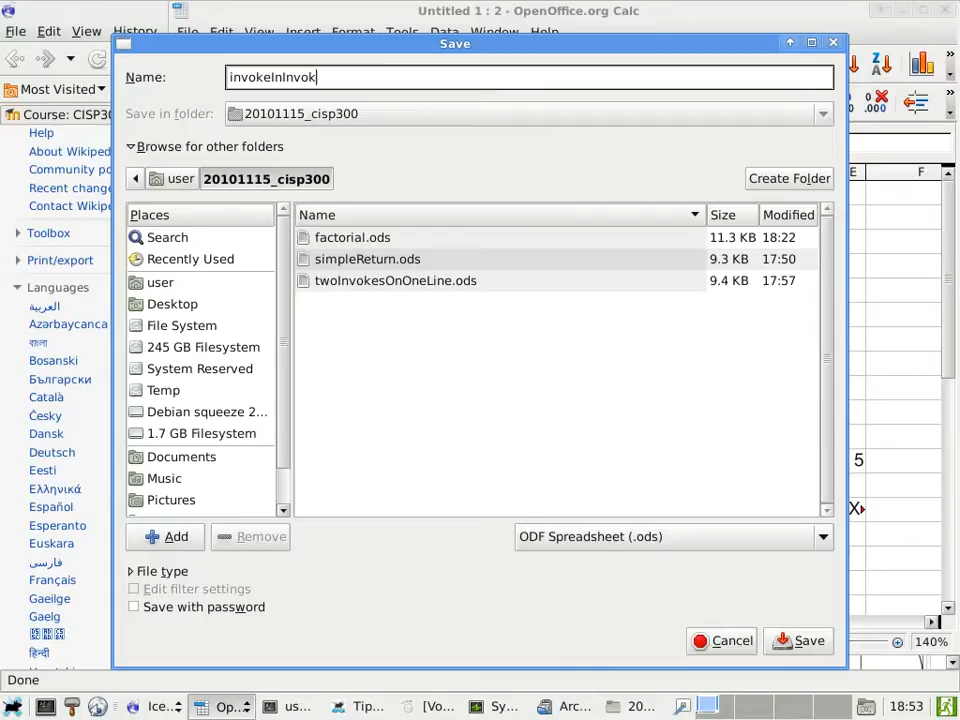 Untitled 1 : 2 - OpenOffice.org Calc
File Edit View History
File Edit View Insert Format Tools Data Window Help
Most Visited
Course: CISP30
Help
About Wikiped
Community po
Recent change
Contact Wikipe
Toolbox
Print/export
Languages
العربية
Azərbaycanca
বাংলা
Bosanski
Български
Català
Česky
Dansk
Deutsch
Eesti
Ελληνικά
Español
Esperanto
Euskara
فارسی
Français
Gaeilge
Gaelg
हिन्दी
Save
Name:
invokeInInvok
Save in folder:
20101115_cisp300
Browse for other folders
user
20101115_cisp300
Create Folder
Places
Search
Recently Used
user
Desktop
File System
245 GB Filesystem
System Reserved
Temp
Debian squeeze 2...
1.7 GB Filesystem
Documents
Music
Pictures
Name Size Modified
factorial.ods 11.3 KB 18:22
simpleReturn.ods 9.3 KB 17:50
twoInvokesOnOneLine.ods 9.4 KB 17:57
Add
Remove
ODF Spreadsheet (.ods)
File type
Edit filter settings
Save with password
Cancel
Save
E F
5
X
140%
Done
Ice...
Op...
us...
Tip...
[Vo...
Sy...
Arc...
20...
18:53